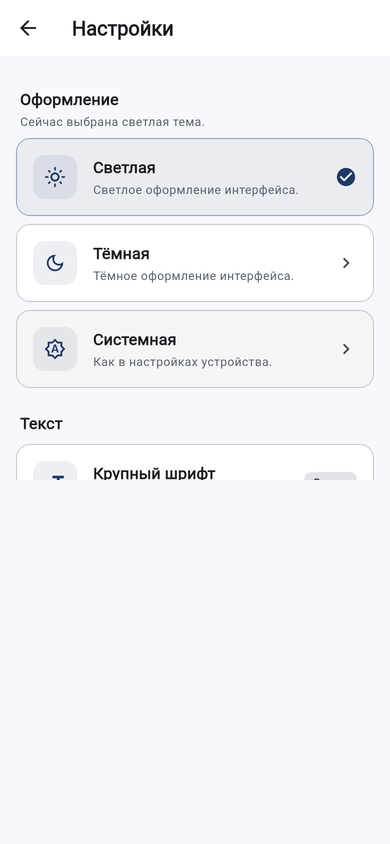 Настройки
Оформление
Сейчас выбрана светлая тема.
Светлая
Светлое оформление интерфейса.
Тёмная
Тёмное оформление интерфейса.
Системная
Как в настройках устройства.
Текст
Крупный шрифт